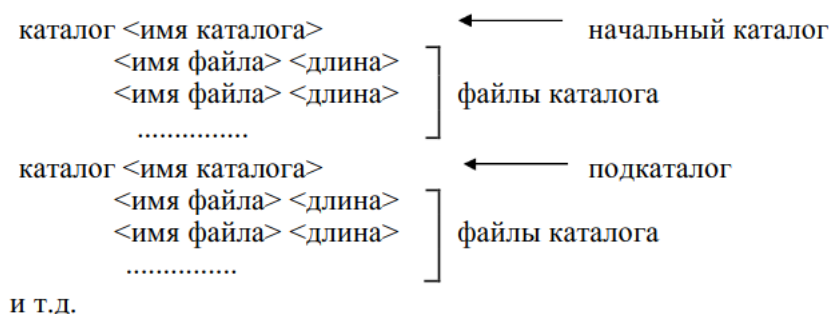 каталог <имя каталога> начальный каталог
<имя файла> <длина>
<имя файла> <длина> файлы каталога
...............
каталог <имя каталога> подкаталог
<имя файла> <длина>
<имя файла> <длина> файлы каталога
...............
и т.д.